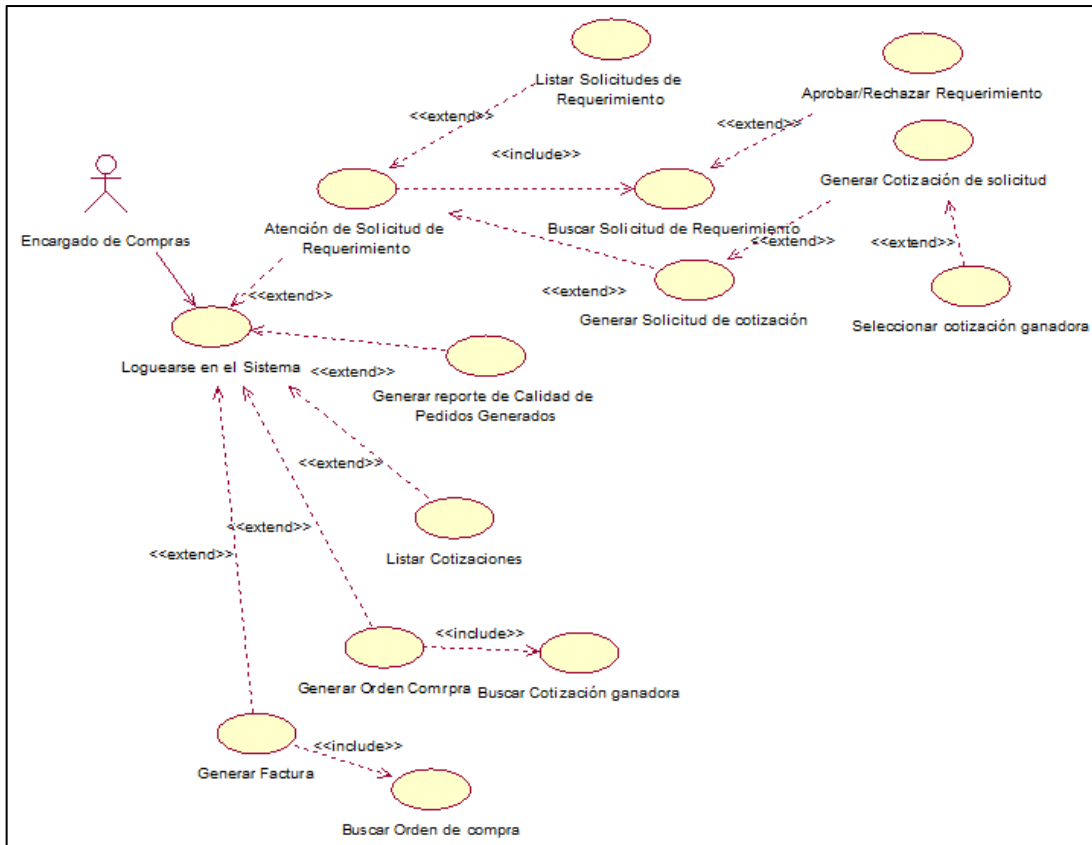 Listar Solicitudes de
Requerimiento
Aprobar/Rechazar Requerimiento
<<extend>>
<<extend>>
<<include>>
Generar Cotización de solicitud
Encargado de Compras
Atención de Solicitud de
Requerimiento
Buscar Solicitud de Requerimiento
<<extend>>
<<extend>>
<<extend>>
<<extend>>
Generar Solicitud de cotización
Seleccionar cotización ganadora
Loguearse en el Sistema
<<extend>>
Generar reporte de Calidad de
Pedidos Generados
<<extend>>
<<extend>>
<<extend>>
Listar Cotizaciones
<<include>>
Generar Orden Comrpra
Buscar Cotización ganadora
<<include>>
Generar Factura
Buscar Orden de compra